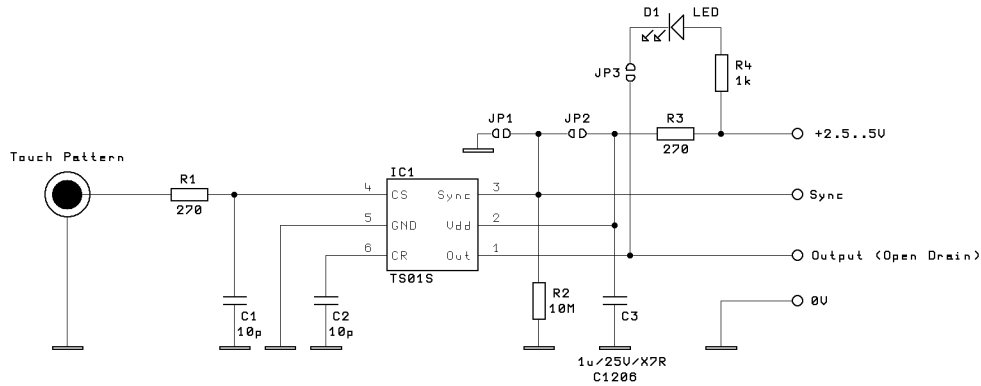 D1 LED
JP3
R4
1k
JP1
JP2
R3
270
+2.5..5V
Touch Pattern
R1
270
IC1
4 CS Sync 3
Sync
5 GND Vdd 2
6 CR Out 1
Output (Open Drain)
TS01S
R2
10M
0V
C1
10p
C2
10p
C3
1u/25V/X7R
C1206